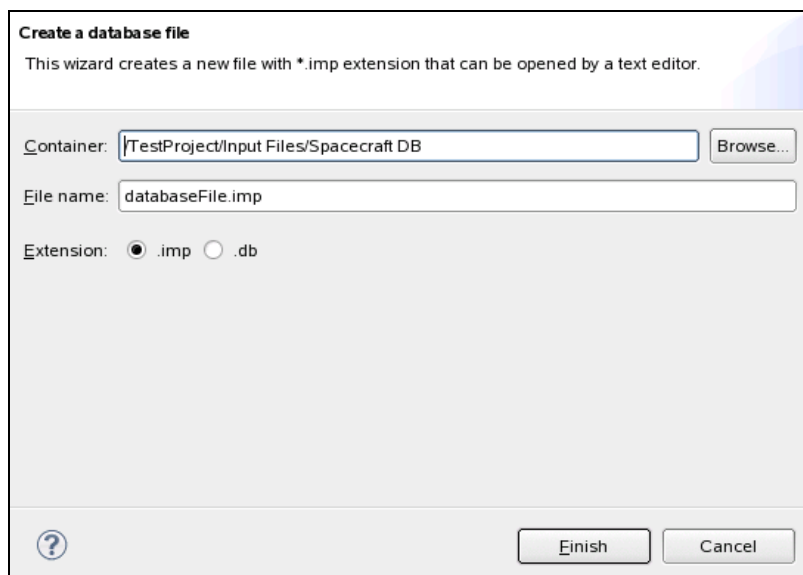 Create a database file
This wizard creates a new file with *.imp extension that can be opened by a text editor.
Container: /TestProject/Input Files/Spacecraft DB Browse...
File name: databaseFile.imp
Extension: .imp .db
? Finish Cancel